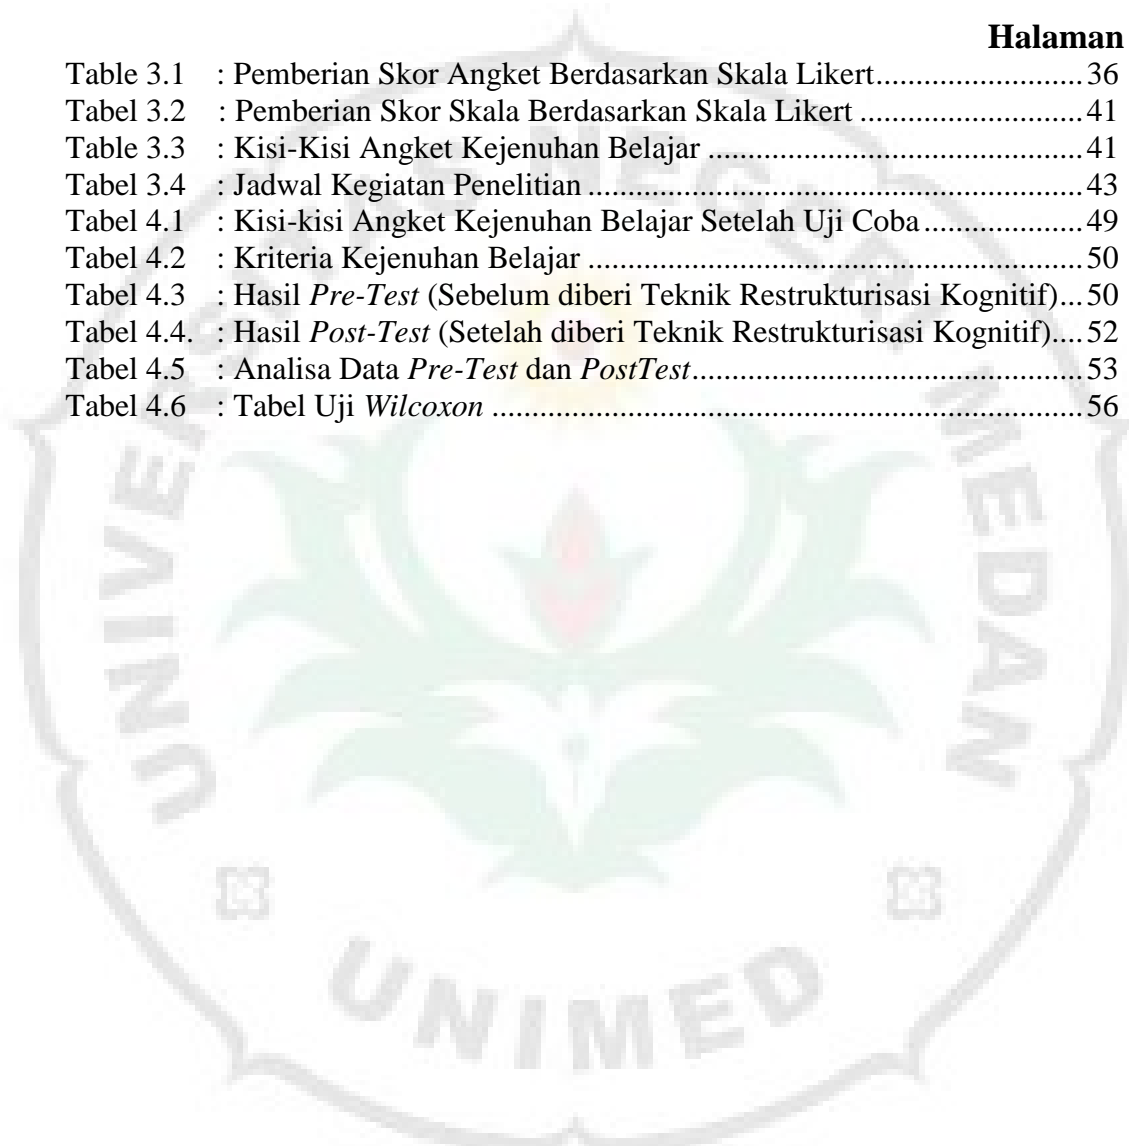 Halaman
Table 3.1 : Pemberian Skor Angket Berdasarkan Skala Likert.........................36
Tabel 3.2 : Pemberian Skor Skala Berdasarkan Skala Likert ...........................41
Table 3.3 : Kisi-Kisi Angket Kejenuhan Belajar .............................................41
Tabel 3.4 : Jadwal Kegiatan Penelitian ............................................................43
Tabel 4.1 : Kisi-kisi Angket Kejenuhan Belajar Setelah Uji Coba...................49
Tabel 4.2 : Kriteria Kejenuhan Belajar ............................................................50
Tabel 4.3 : Hasil Pre-Test (Sebelum diberi Teknik Restrukturisasi Kognitif)...50
Tabel 4.4. : Hasil Post-Test (Setelah diberi Teknik Restrukturisasi Kognitif)....52
Tabel 4.5 : Analisa Data Pre-Test dan PostTest...............................................53
Tabel 4.6 : Tabel Uji Wilcoxon .......................................................................56
UNIVERSITAS NEGERI MEDAN
UNIMED